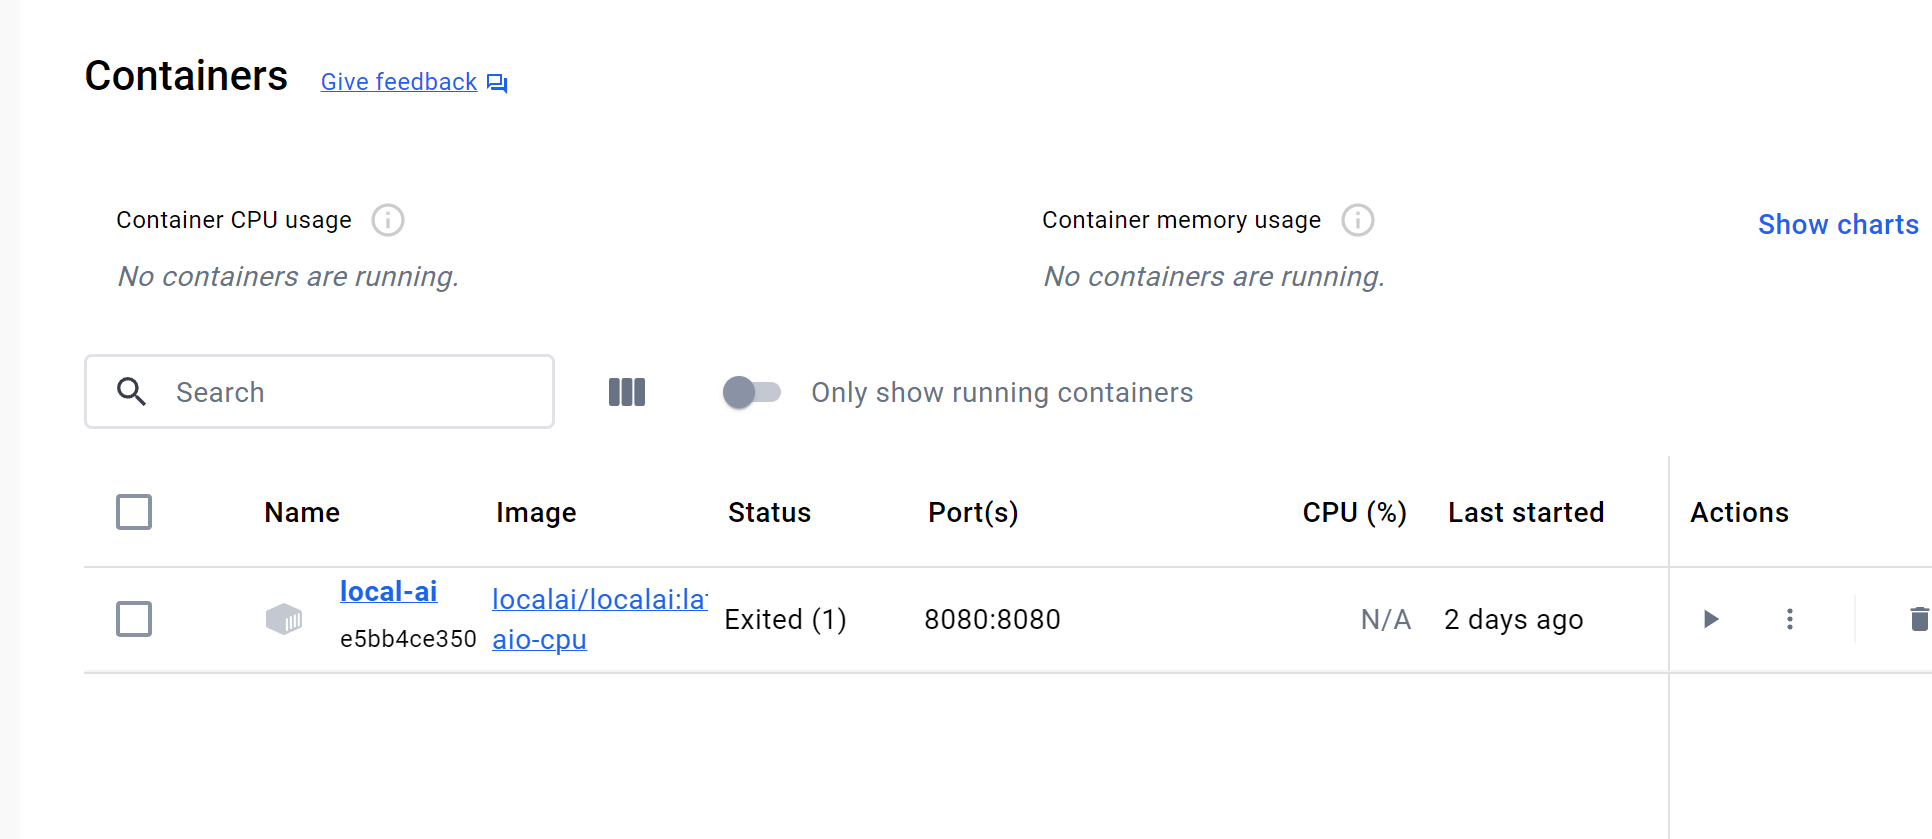 Containers Give feedback
Container CPU usage
No containers are running.
Container memory usage
No containers are running.
Show charts
Search
Only show running containers
Name Image Status Port(s) CPU (%) Last started Actions
local-ai
e5bb4ce350
localai/localai:la
aio-cpu
Exited (1)
8080:8080
N/A
2 days ago